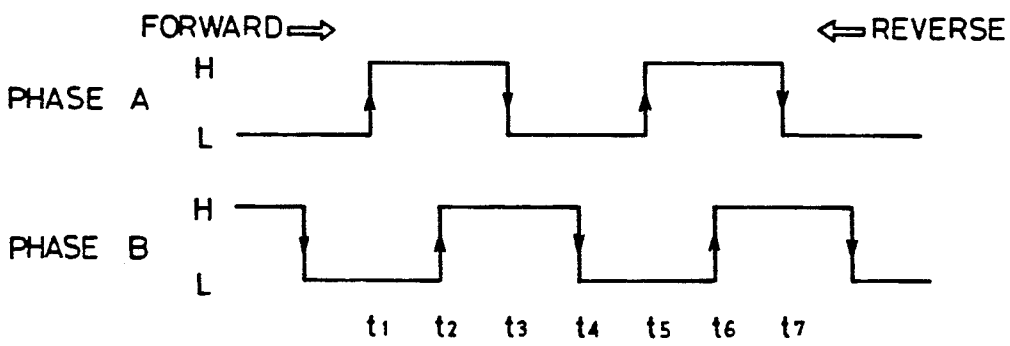 FORWARD ⇒ ⇐ REVERSE
H
PHASE A
L
H
PHASE B
L
t1 t2 t3 t4 t5 t6 t7